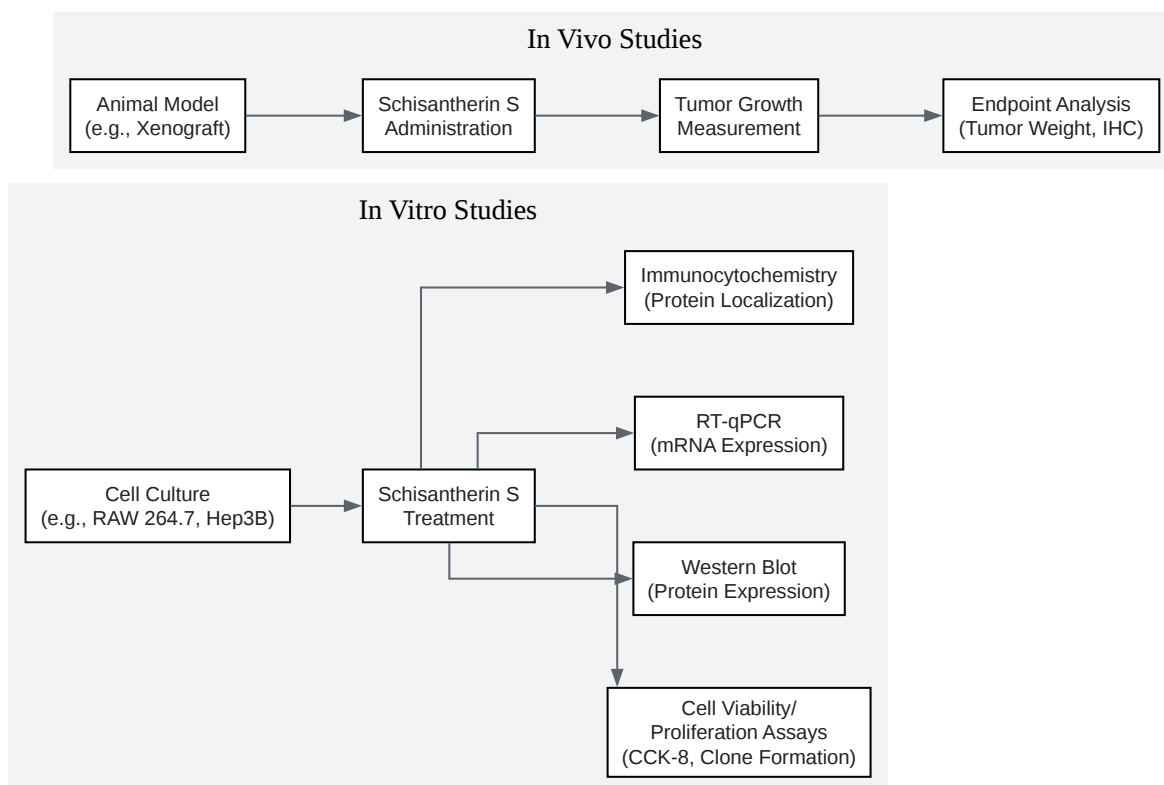 In Vivo Studies
Animal Model
(e.g., Xenograft)
Schisantherin S
Administration
Tumor Growth
Measurement
Endpoint Analysis
(Tumor Weight, IHC)
In Vitro Studies
Immunocytochemistry
(Protein Localization)
RT-qPCR
(mRNA Expression)
Cell Culture
(e.g., RAW 264.7, Hep3B)
Schisantherin S
Treatment
Western Blot
(Protein Expression)
Cell Viability/
Proliferation Assays
(CCK-8, Clone Formation)